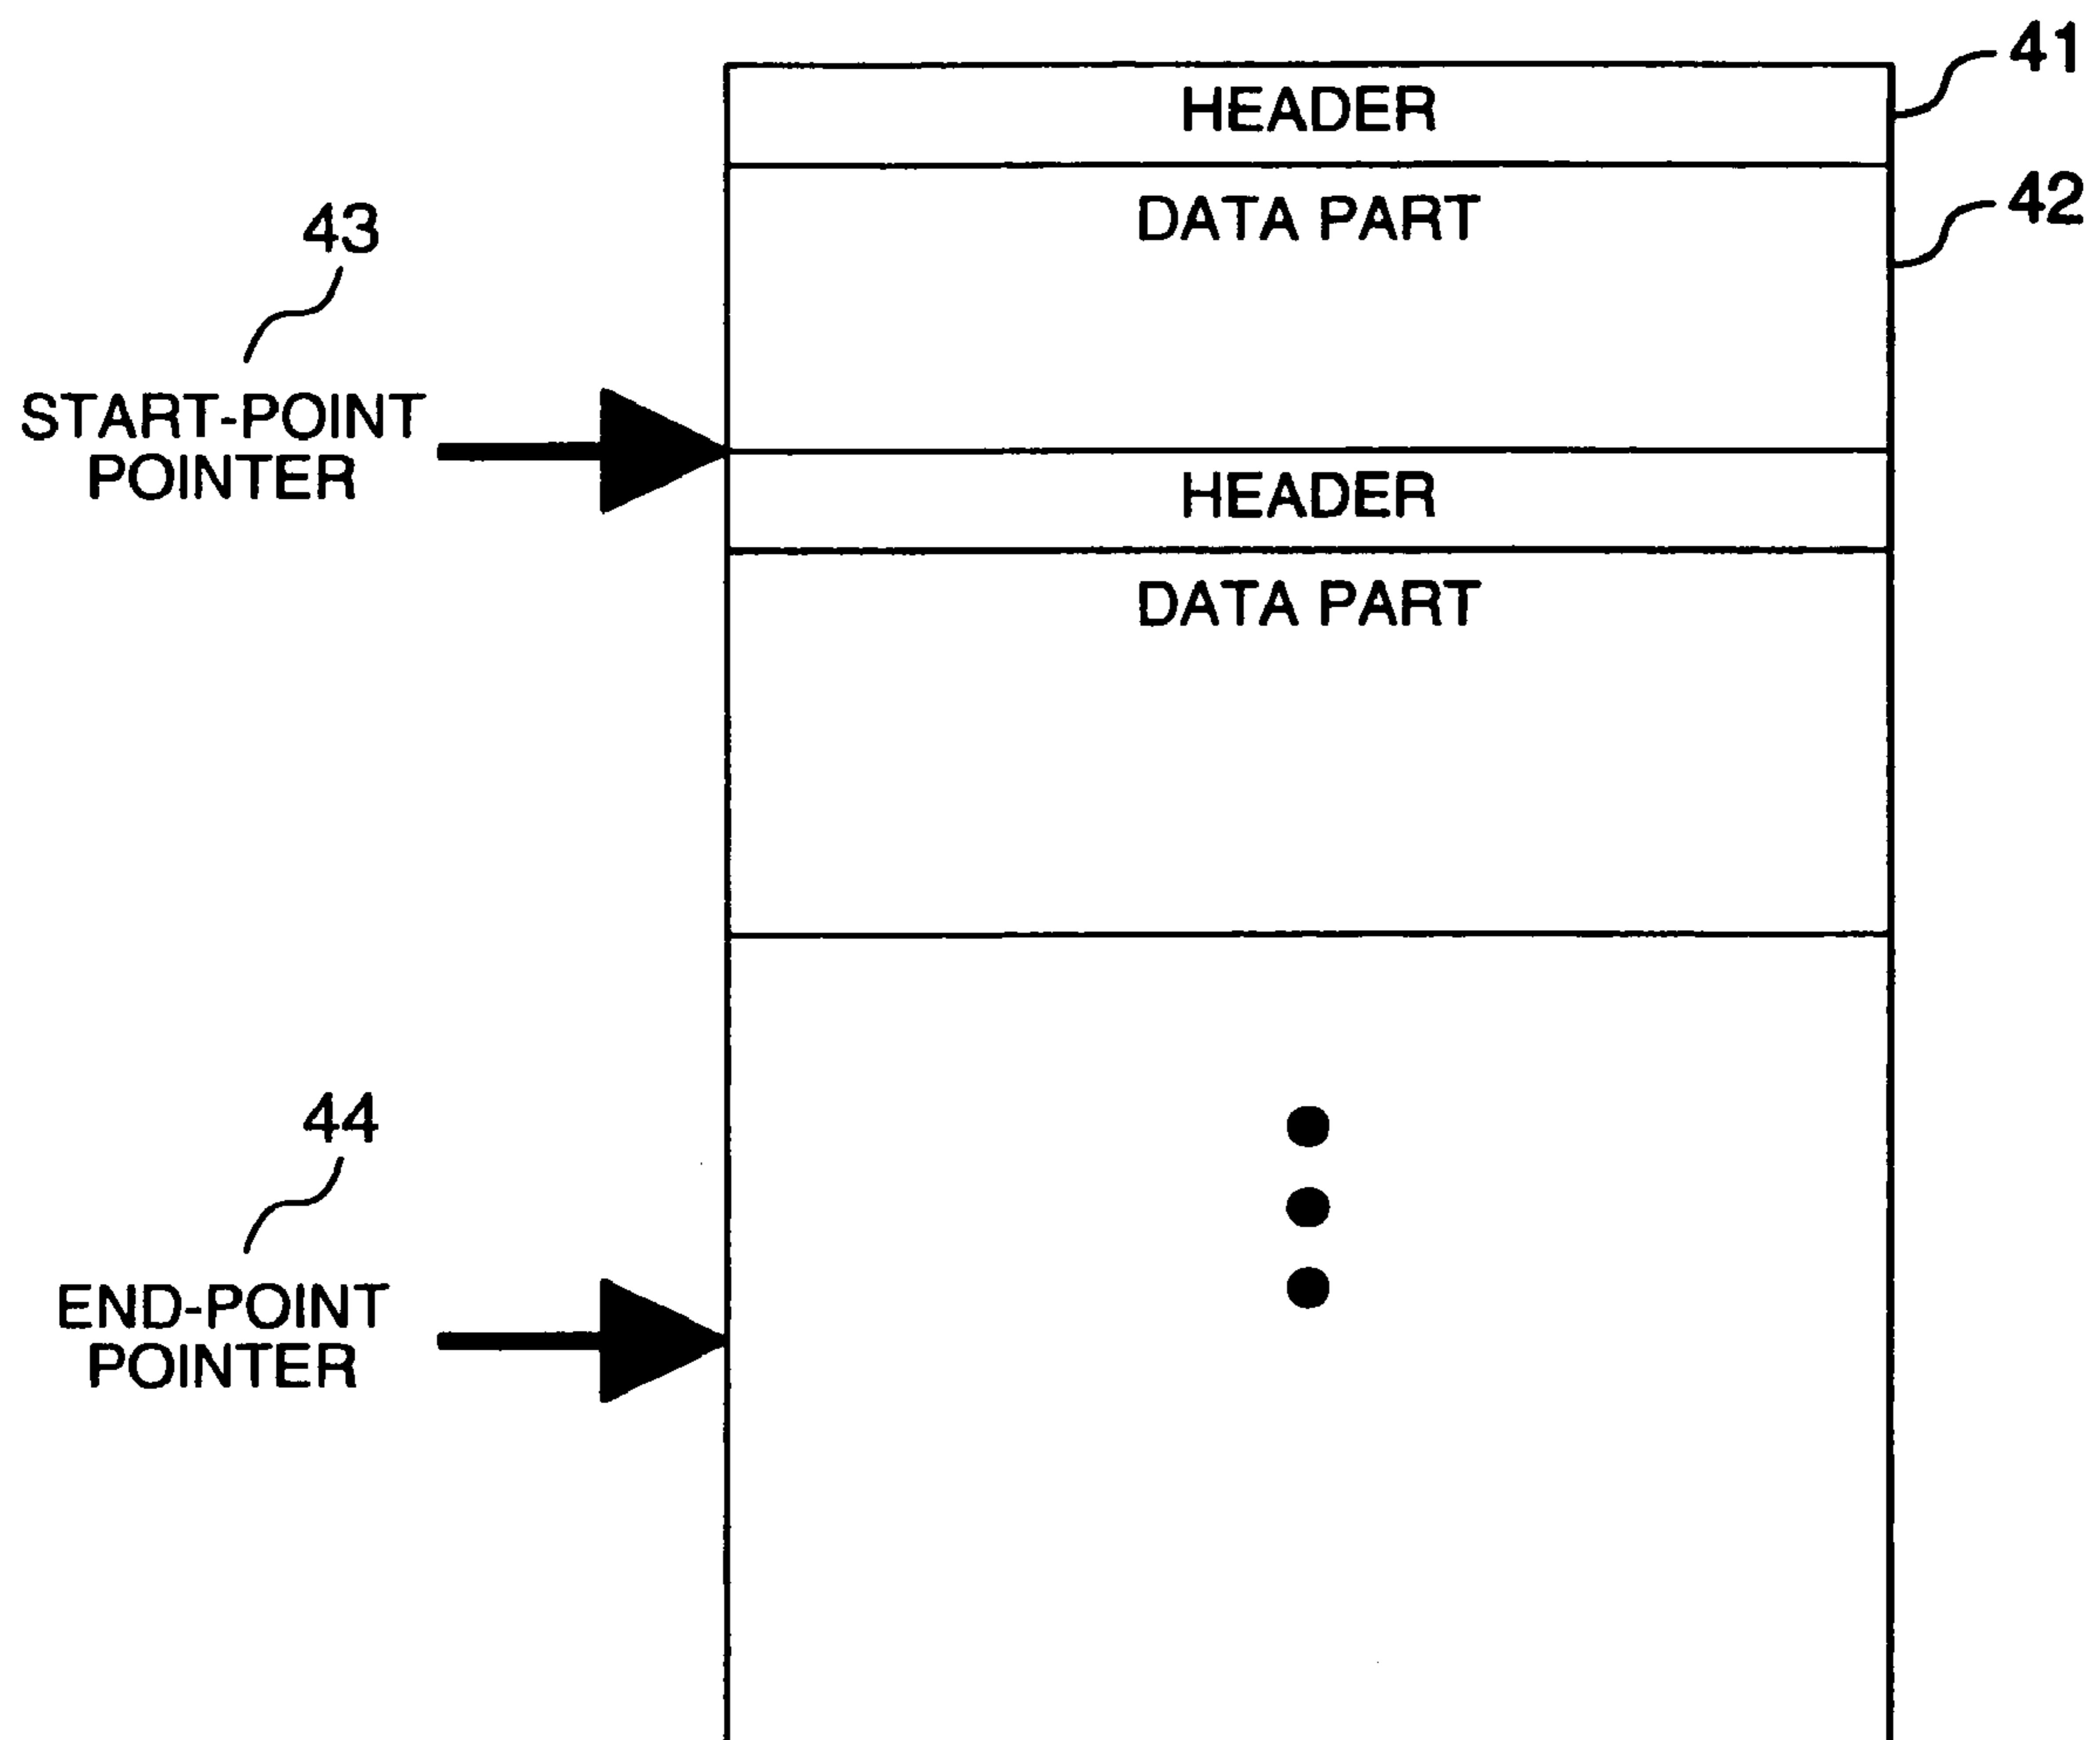 41
HEADER
42
DATA PART
43
START-POINT
POINTER
HEADER
DATA PART
44
END-POINT
POINTER